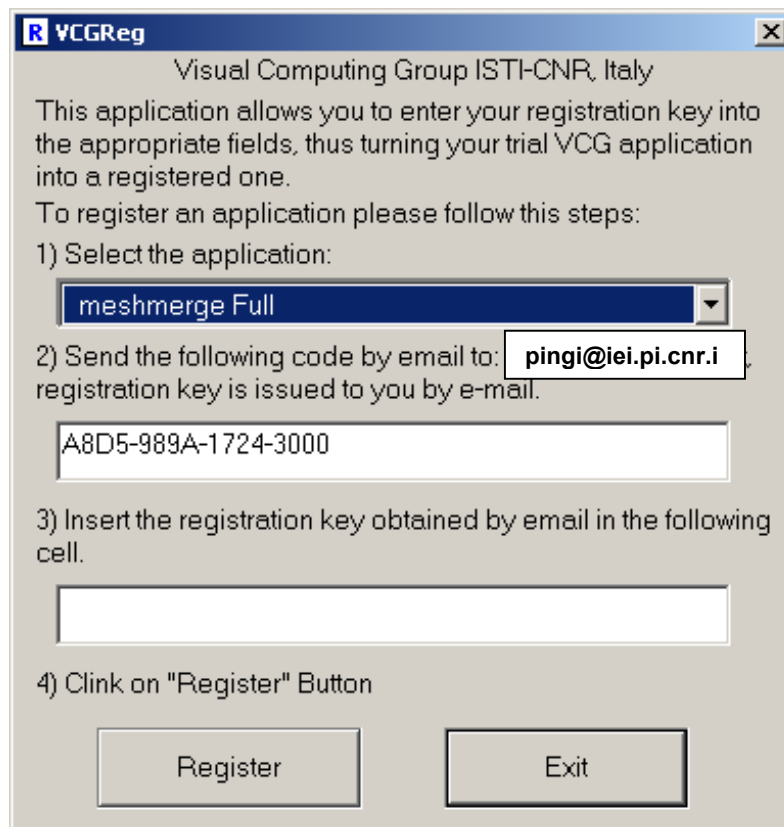 R VCGReg
Visual Computing Group ISTI-CNR, Italy
This application allows you to enter your registration key into
the appropriate fields, thus turning your trial VCG application
into a registered one.
To register an application please follow this steps:
1) Select the application:
meshmerge Full
2) Send the following code by email to: pingi@iei.pi.cnr.i
registration key is issued to you by e-mail.
A8D5-989A-1724-3000
3) Insert the registration key obtained by email in the following
cell.
4) Clink on "Register" Button
Register Exit